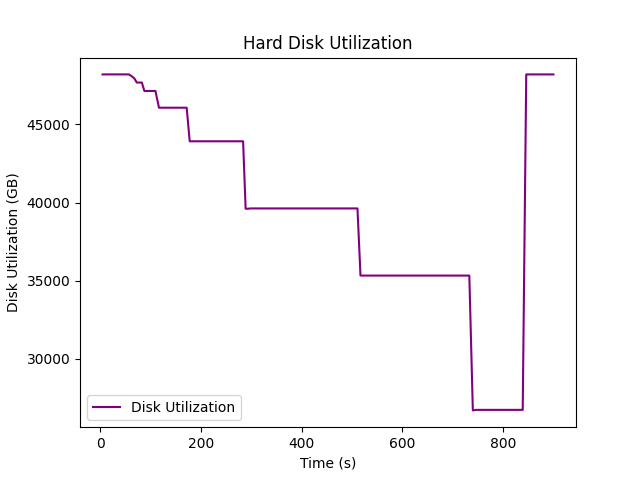 Hard Disk Utilization
Disk Utilization (GB)
45000
40000
35000
30000
Disk Utilization
0 200 400 600 800
Time (s)